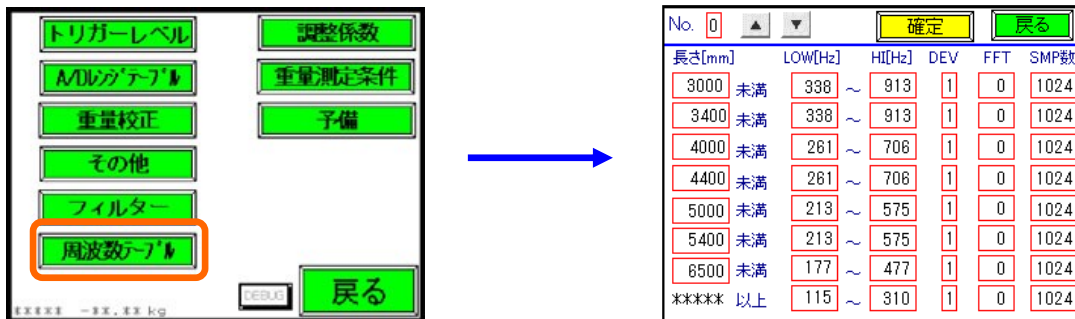 トリガーレベル
調整係数
A/Dレンジテーブル
重量測定条件
重量校正
予備
その他
フィルター
周波数テーブル
DEBUG
戻る
***** -**.** kg
No. 0 ▲ ▼ 確定 戻る
長さ[mm] LOW[Hz] HI[Hz] DEV FFT SMP数
3000 未満 338 ～ 913 1 0 1024
3400 未満 338 ～ 913 1 0 1024
4000 未満 261 ～ 706 1 0 1024
4400 未満 261 ～ 706 1 0 1024
5000 未満 213 ～ 575 1 0 1024
5400 未満 213 ～ 575 1 0 1024
6500 未満 177 ～ 477 1 0 1024
***** 以上 115 ～ 310 1 0 1024